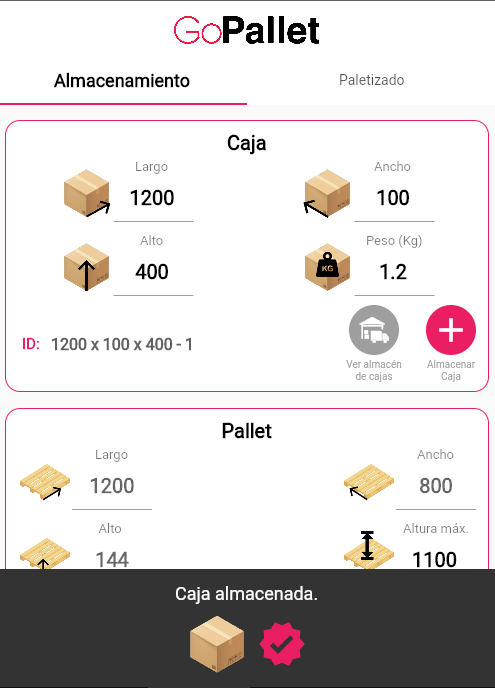 GoPallet
Almacenamiento Paletizado
Caja
Largo Ancho
1200 100
Alto Peso (Kg)
KG
400 1.2
ID: 1200 x 100 x 400 - 1
Ver almacén Almacenar
de cajas Caja
Pallet
Largo Ancho
1200 800
Alto Altura máx.
144 1100
Caja almacenada.